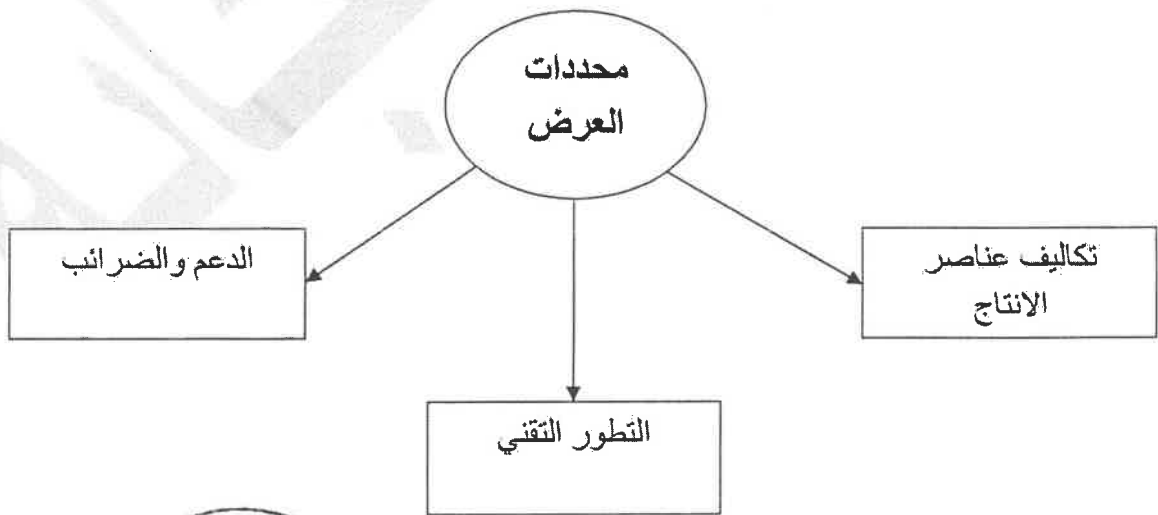 محددات
العرض
تكاليف عناصر
الانتاج
الدعم والضرائب
التطور التقني